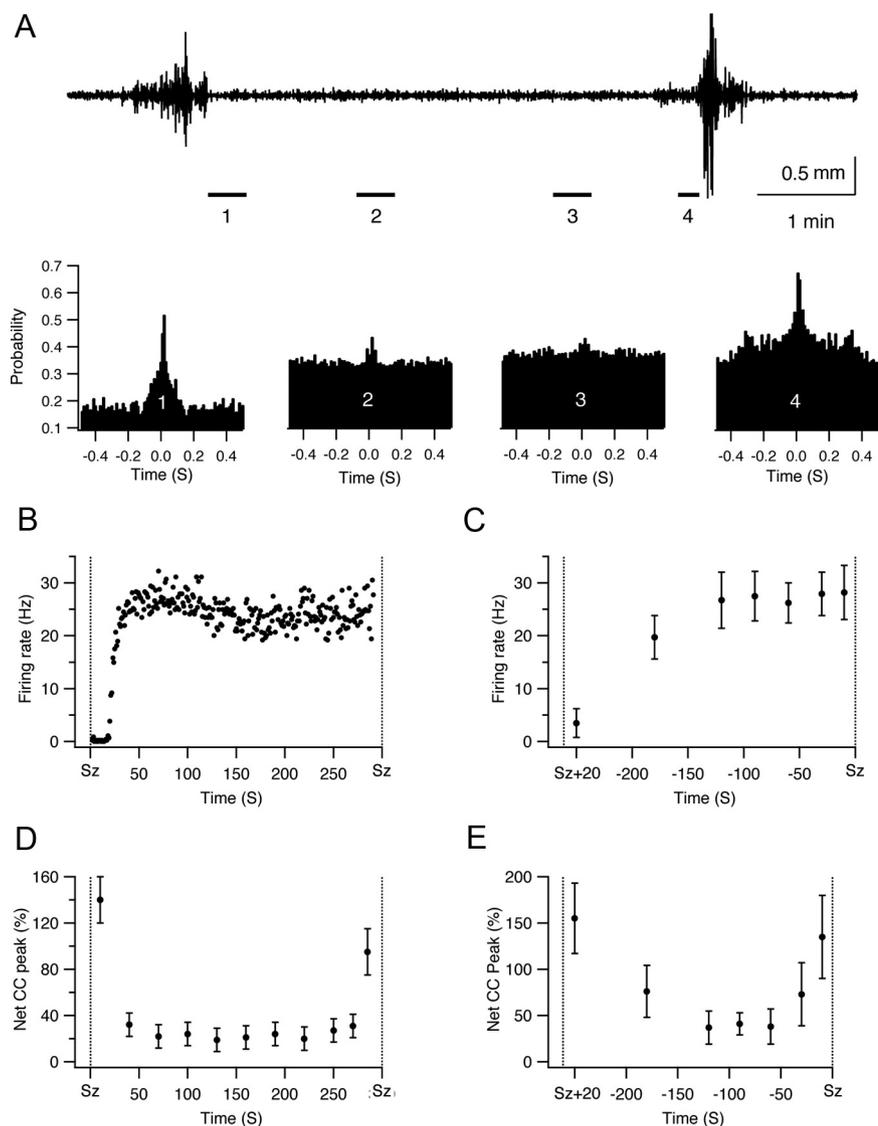 A
0.5 mm
1 2 3 4
1 min
0.7
0.6
0.5
0.4
0.3
0.2
0.1
Probability
1 2 3 4
-0.4 -0.2 0.0 0.2 0.4
Time (S)
-0.4 -0.2 0.0 0.2 0.4
Time (S)
-0.4 -0.2 0.0 0.2 0.4
Time (S)
-0.4 -0.2 0.0 0.2 0.4
Time (S)
B
30
20
10
0
Firing rate (Hz)
Sz 50 100 150 200 250 Sz
Time (S)
C
30
20
10
0
Firing rate (Hz)
Sz+20 -200 -150 -100 -50 Sz
Time (S)
D
160
120
80
40
0
Net CC peak (%)
Sz 50 100 150 200 250 Sz
Time (S)
E
200
150
100
50
0
Net CC Peak (%)
Sz+20 -200 -150 -100 -50 Sz
Time (S)